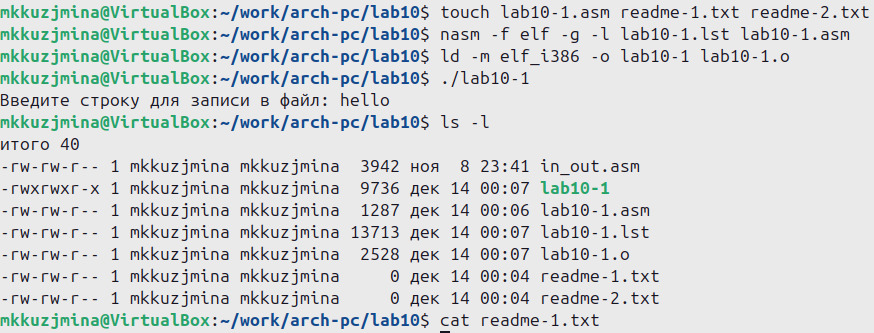 mkkuzjmina@VirtualBox:~/work/arch-pc/lab10$ touch lab10-1.asm readme-1.txt readme-2.txt
mkkuzjmina@VirtualBox:~/work/arch-pc/lab10$ nasm -f elf -g -l lab10-1.lst lab10-1.asm
mkkuzjmina@VirtualBox:~/work/arch-pc/lab10$ ld -m elf_i386 -o lab10-1 lab10-1.o
mkkuzjmina@VirtualBox:~/work/arch-pc/lab10$ ./lab10-1
Введите строку для записи в файл: hello
mkkuzjmina@VirtualBox:~/work/arch-pc/lab10$ ls -l
итого 40
-rw-rw-r-- 1 mkkuzjmina mkkuzjmina  3942 ноя  8 23:41 in_out.asm
-rwxrwxr-x 1 mkkuzjmina mkkuzjmina  9736 дек 14 00:07 lab10-1
-rw-rw-r-- 1 mkkuzjmina mkkuzjmina  1287 дек 14 00:06 lab10-1.asm
-rw-rw-r-- 1 mkkuzjmina mkkuzjmina 13713 дек 14 00:07 lab10-1.lst
-rw-rw-r-- 1 mkkuzjmina mkkuzjmina  2528 дек 14 00:07 lab10-1.o
-rw-rw-r-- 1 mkkuzjmina mkkuzjmina     0 дек 14 00:04 readme-1.txt
-rw-rw-r-- 1 mkkuzjmina mkkuzjmina     0 дек 14 00:04 readme-2.txt
mkkuzjmina@VirtualBox:~/work/arch-pc/lab10$ cat readme-1.txt